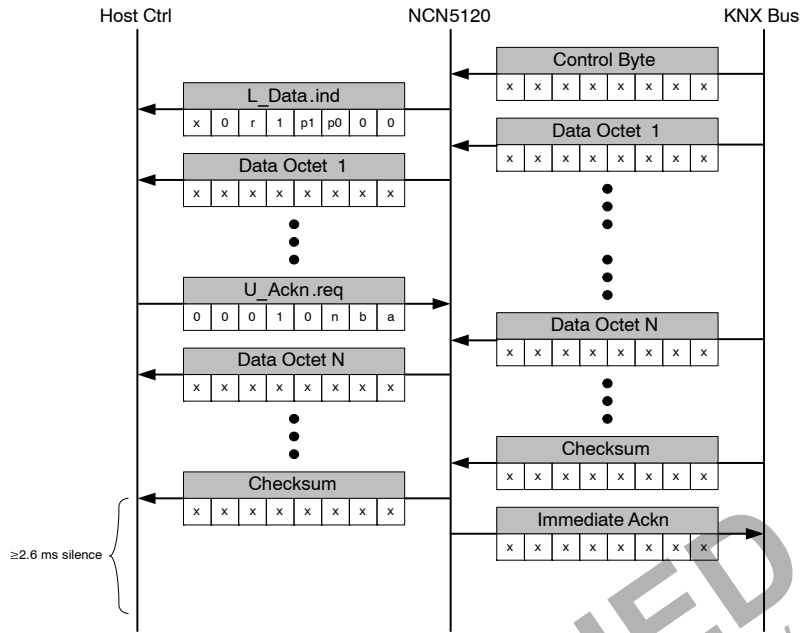 Host Ctrl NCN5120 KNX Bus
Control Byte
x x x x x x x x
L_Data.ind
x 0 r 1 p1 p0 0 0
Data Octet 1
x x x x x x x x
Data Octet 1
x x x x x x x x
U_Ackn.req
0 0 0 1 0 n b a
Data Octet N
x x x x x x x x
Data Octet N
x x x x x x x x
Checksum
x x x x x x x x
Checksum
x x x x x x x x
Immediate Ackn
x x x x x x x x
≥2.6 ms silence